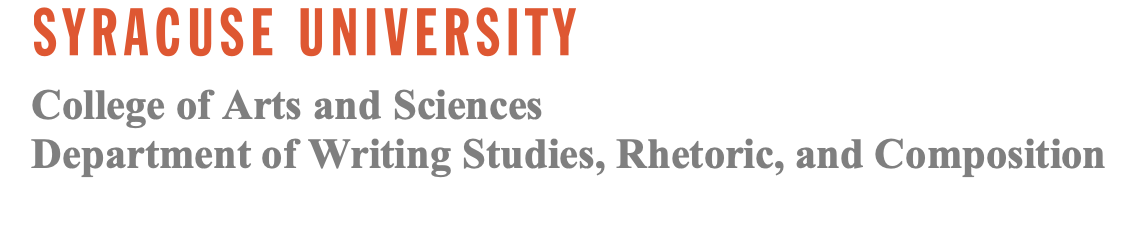 SYRACUSE UNIVERSITY
College of Arts and Sciences
Department of Writing Studies, Rhetoric, and Composition